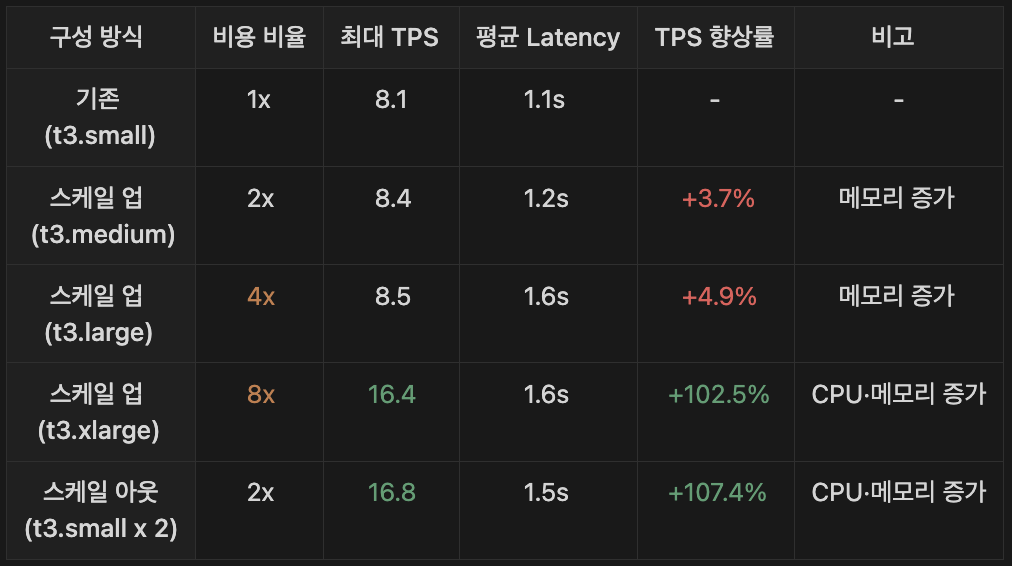 구성 방식 비용 비율 최대 TPS 평균 Latency TPS 향상률 비고
기존
(t3.small) 1x 8.1 1.1s - -
스케일 업
(t3.medium) 2x 8.4 1.2s +3.7% 메모리 증가
스케일 업
(t3.large) 4x 8.5 1.6s +4.9% 메모리 증가
스케일 업
(t3.xlarge) 8x 16.4 1.6s +102.5% CPU·메모리 증가
스케일 아웃
(t3.small x 2) 2x 16.8 1.5s +107.4% CPU·메모리 증가